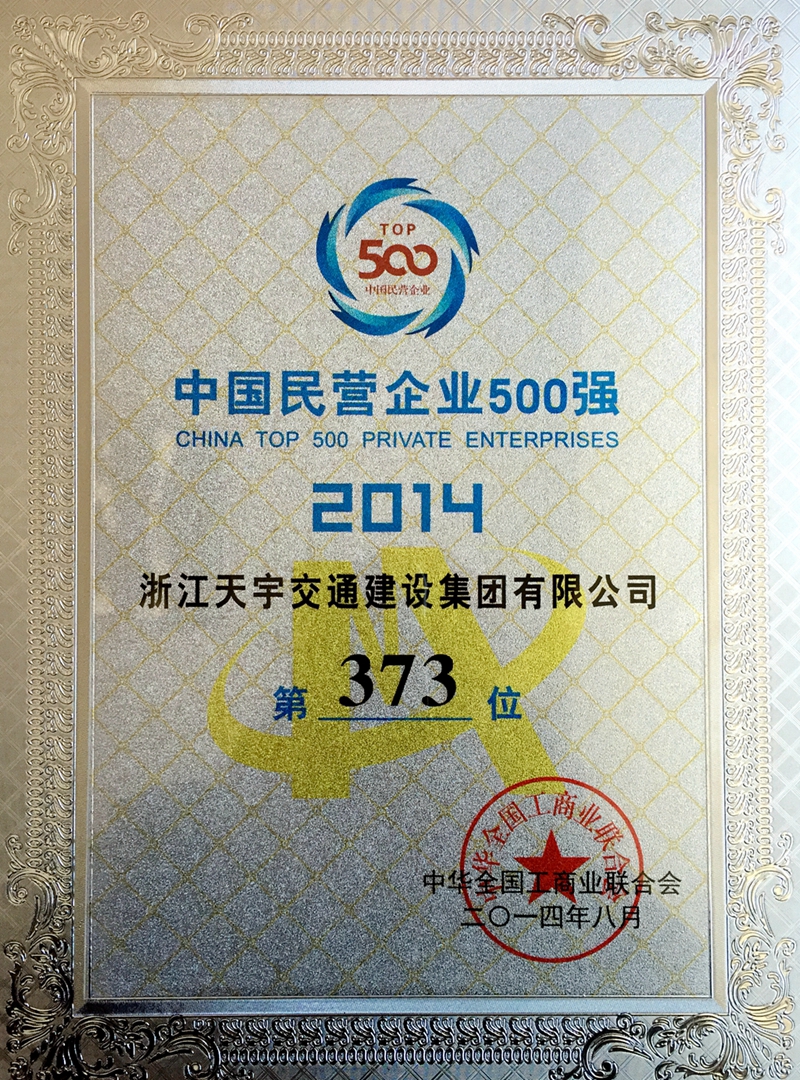 TOP
500
中国民营企业
中国民营企业500强
CHINA TOP 500 PRIVATE ENTERPRISES
2014
浙江天宇交通建设集团有限公司
第 373 位
中华全国工商业联合会
中华全国工商业联合会
二〇一四年八月